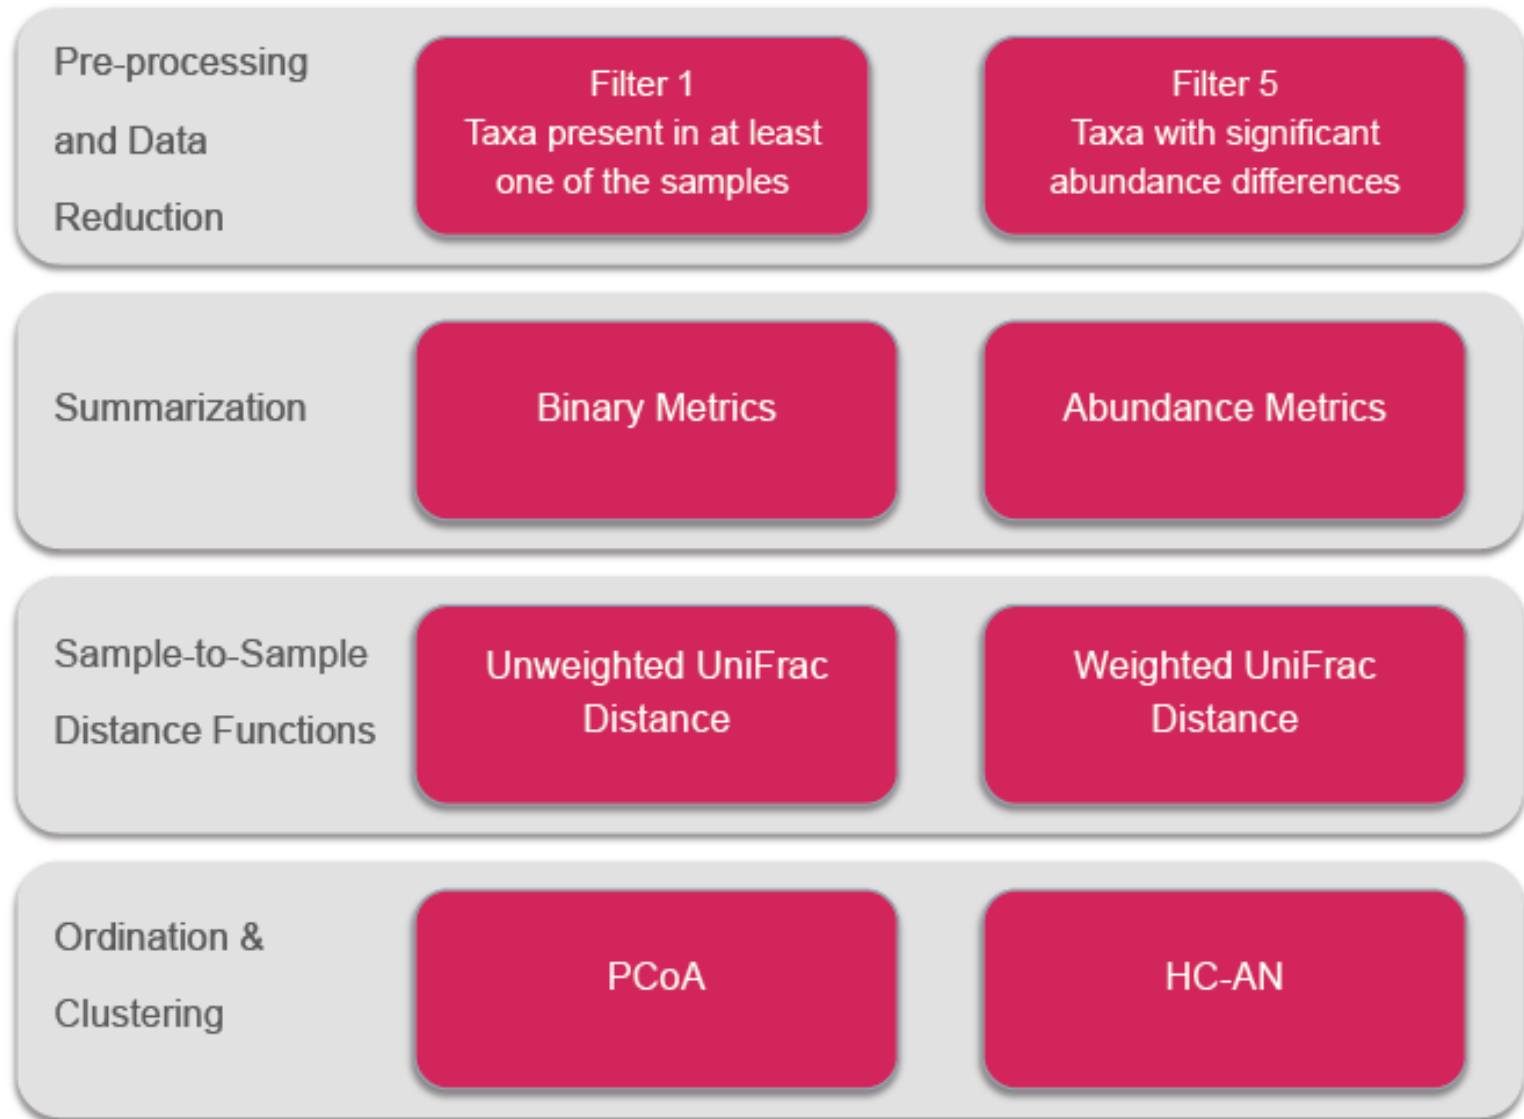 Pre-processing
and Data
Reduction
Filter 1
Taxa present in at least
one of the samples
Filter 5
Taxa with significant
abundance differences
Summarization
Binary Metrics
Abundance Metrics
Sample-to-Sample
Distance Functions
Unweighted UniFrac
Distance
Weighted UniFrac
Distance
Ordination &
Clustering
PCoA
HC-AN